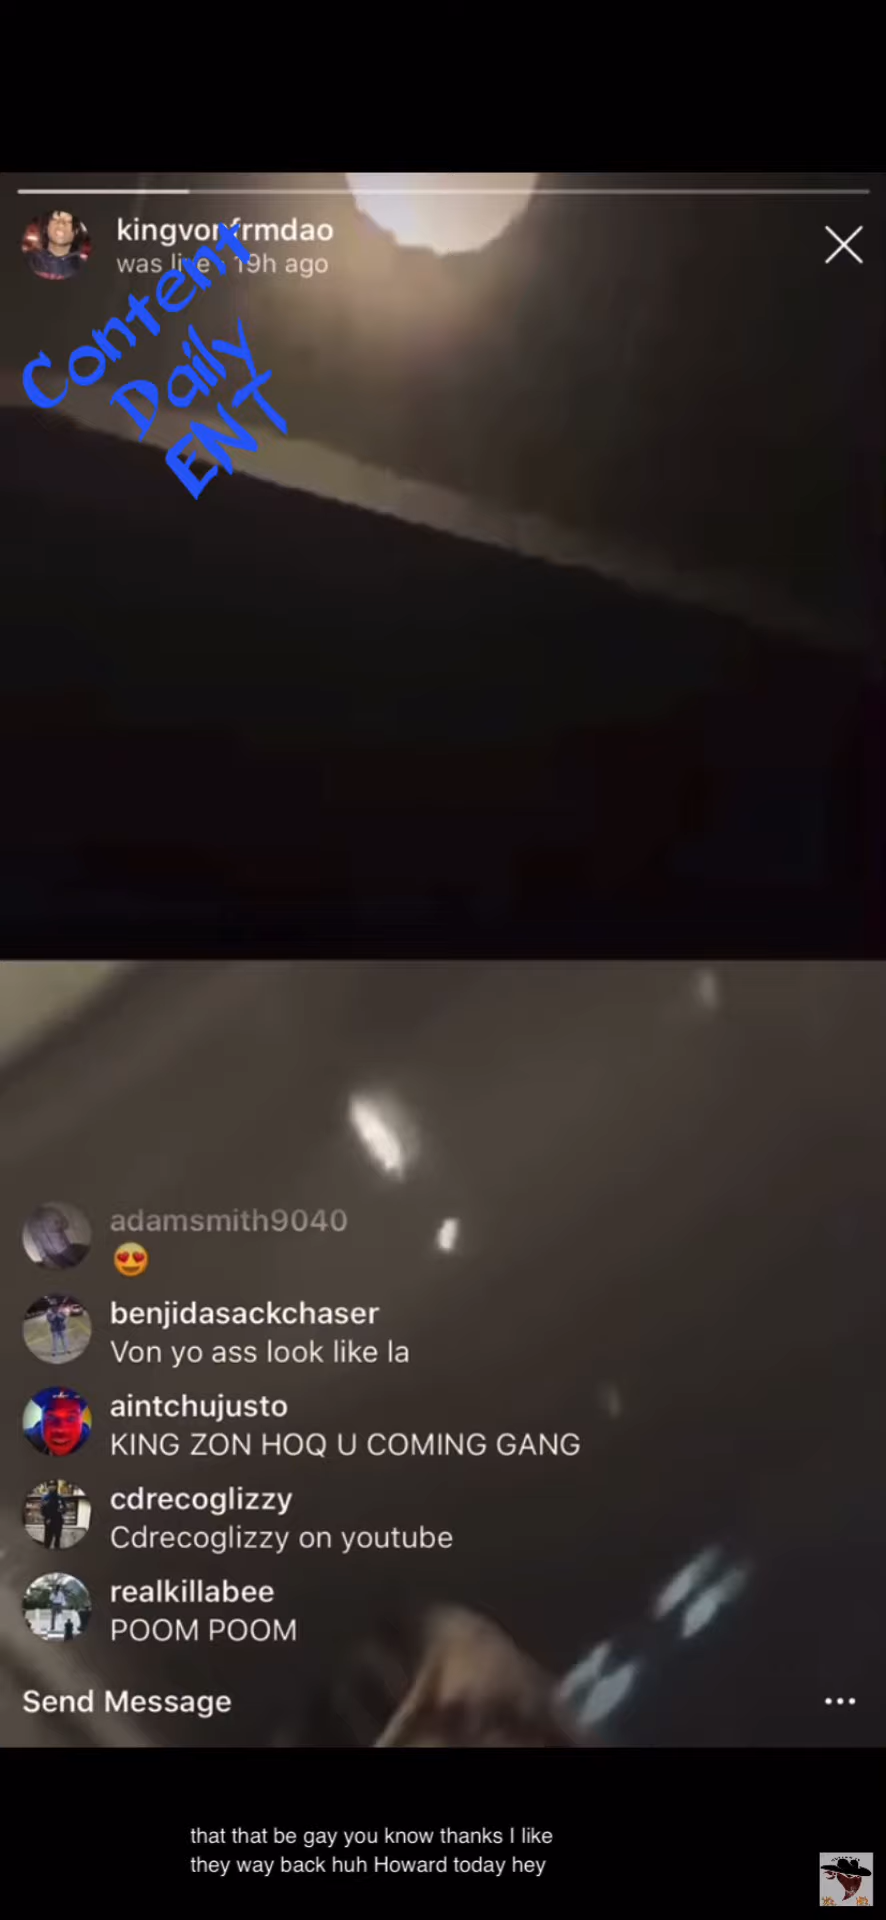 kingvonfrmdao
was live · 19h ago
Content
Daily
ENT
adamsmith9040
😍
benjidasackchaser
Von yo ass look like la
aintchujusto
KING ZON HOQ U COMING GANG
cdrecoglizzy
Cdrecoglizzy on youtube
realkillabee
POOM POOM
Send Message
that that be gay you know thanks I like
they way back huh Howard today hey